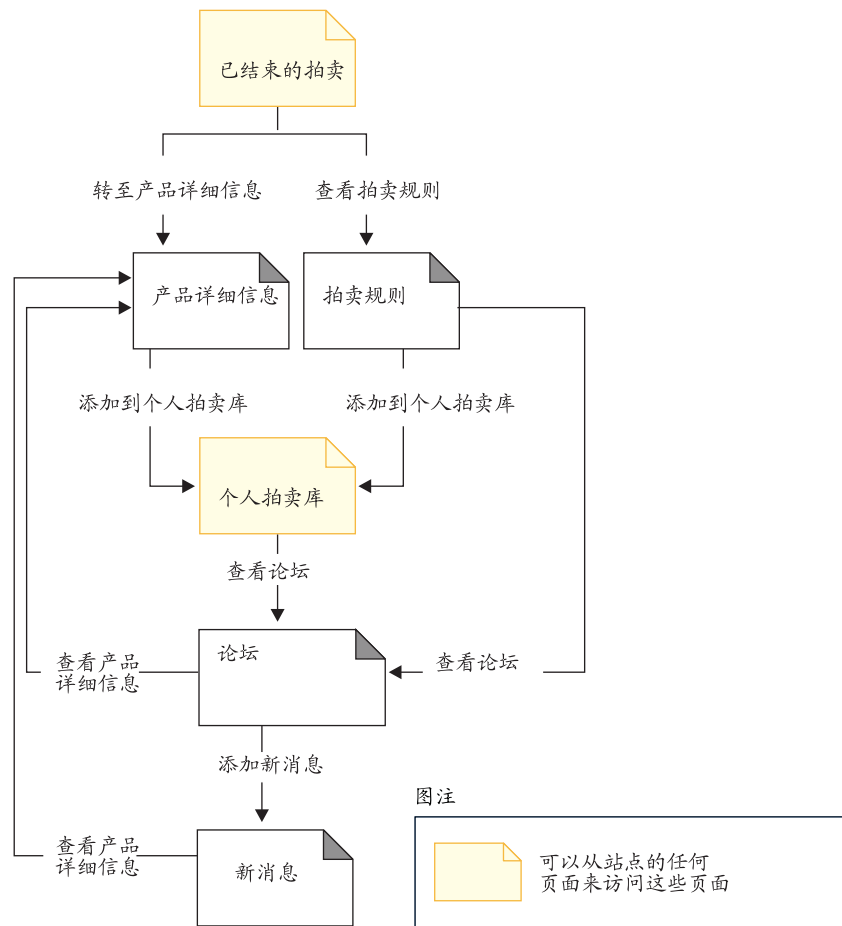 已结束的拍卖
转至产品详细信息
查看拍卖规则
产品详细信息
拍卖规则
添加到个人拍卖库
添加到个人拍卖库
个人拍卖库
查看论坛
论坛
查看产品
详细信息
查看论坛
添加新消息
图注
查看产品
详细信息
新消息
可以从站点的任何
页面来访问这些页面